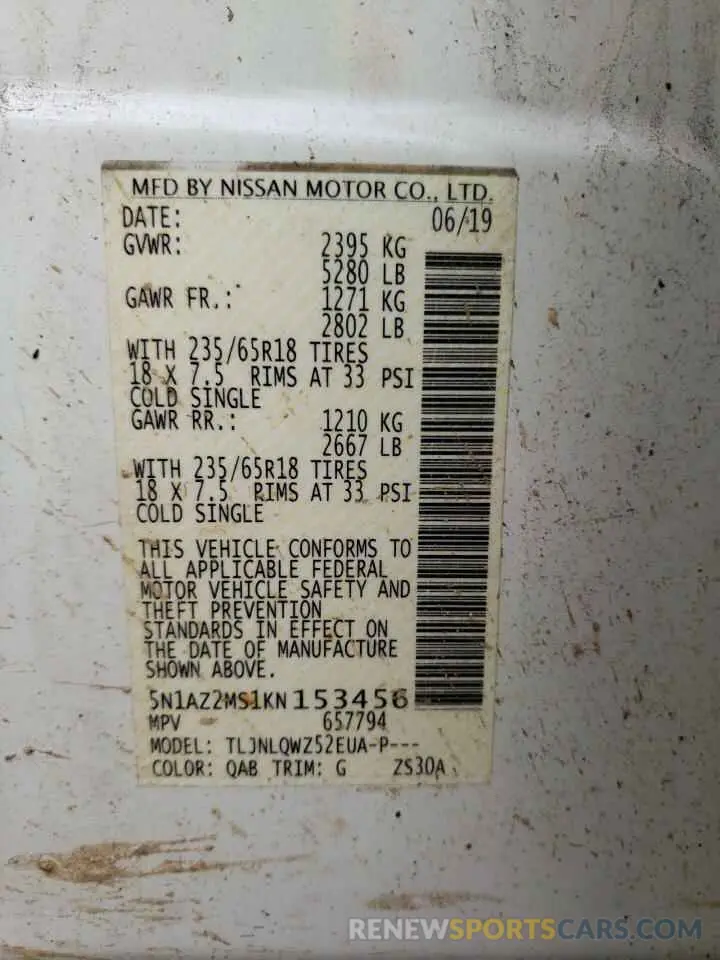 MFD BY NISSAN MOTOR CO., LTD.
DATE: 06/19
GVWR: 2395 KG
5280 LB
GAWR FR.: 1271 KG
2802 LB
WITH 235/65R18 TIRES
18 X 7.5 RIMS AT 33 PSI
COLD SINGLE
GAWR RR.: 1210 KG
2667 LB
WITH 235/65R18 TIRES
18 X 7.5 RIMS AT 33 PSI
COLD SINGLE
THIS VEHICLE CONFORMS TO
ALL APPLICABLE FEDERAL
MOTOR VEHICLE SAFETY AND
THEFT PREVENTION
STANDARDS IN EFFECT ON
THE DATE OF MANUFACTURE
SHOWN ABOVE.
5N1AZ2MS1KN153456
MPV 657794
MODEL: TLJNLQWZ52EUA-P---
COLOR: QAB TRIM: G ZS30A
RENEWSPORTSCARS.COM